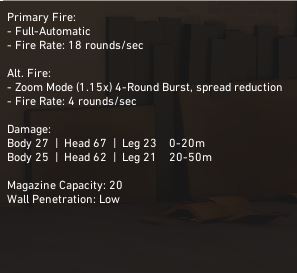 Primary Fire:
- Full-Automatic
- Fire Rate: 18 rounds/sec
Alt. Fire:
- Zoom Mode (1.15x) 4-Round Burst, spread reduction
- Fire Rate: 4 rounds/sec
Damage:
Body 27 | Head 67 | Leg 23 0-20m
Body 25 | Head 62 | Leg 21 20-50m
Magazine Capacity: 20
Wall Penetration: Low